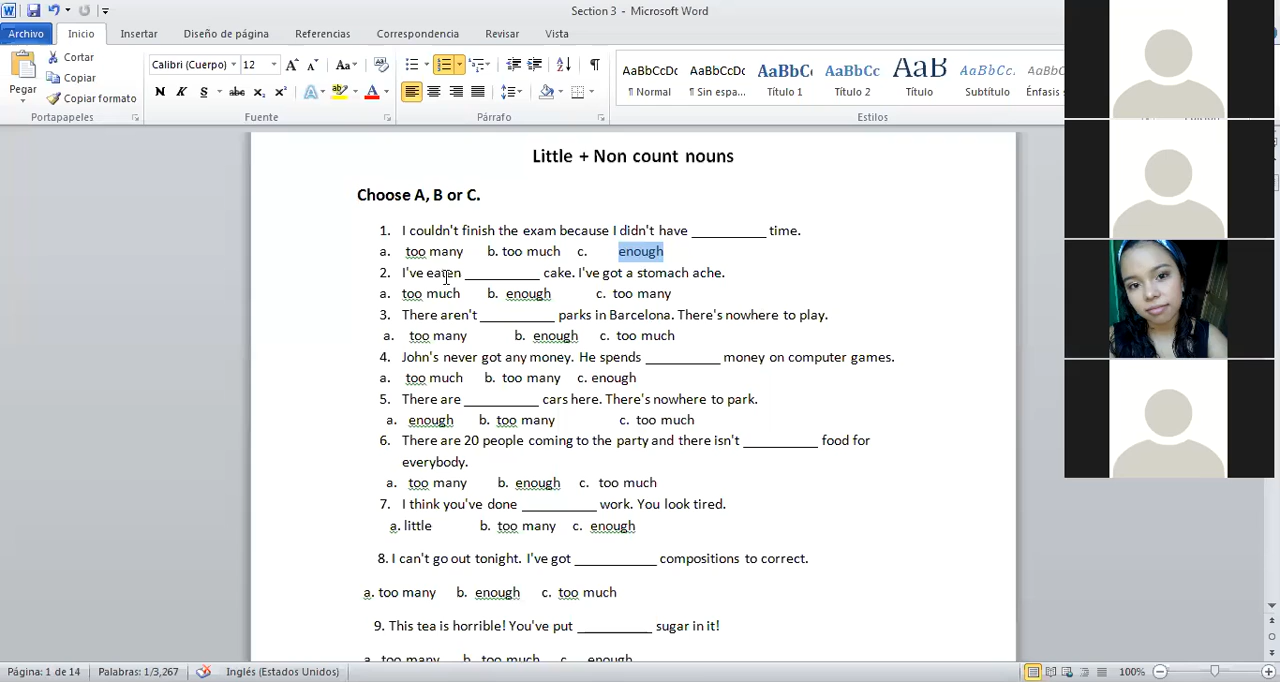 Section 3 - Microsoft Word
Archivo Inicio Insertar Diseño de página Referencias Correspondencia Revisar Vista
Cortar
Copiar
Copiar formato
Pegar
Calibri (Cuerpo) 12
AaBbCcDc AaBbCcDc AaBbC AaBbCc AaB AaBbCc. AaBbCc
¶ Normal ¶ Sin espa... Título 1 Título 2 Título Subtítulo Énfasis
Portapapeles Fuente Párrafo Estilos
Little + Non count nouns
Choose A, B or C.
1. I couldn't finish the exam because I didn't have __________ time.
a. too many b. too much c. enough
2. I've eaten __________ cake. I've got a stomach ache.
a. too much b. enough c. too many
3. There aren't __________ parks in Barcelona. There's nowhere to play.
a. too many b. enough c. too much
4. John's never got any money. He spends __________ money on computer games.
a. too much b. too many c. enough
5. There are __________ cars here. There's nowhere to park.
a. enough b. too many c. too much
6. There are 20 people coming to the party and there isn't __________ food for
everybody.
a. too many b. enough c. too much
7. I think you've done __________ work. You look tired.
a. little b. too many c. enough
8. I can't go out tonight. I've got ___________ compositions to correct.
a. too many b. enough c. too much
9. This tea is horrible! You've put __________ sugar in it!
a. too many b. too much c. enough
Página: 1 de 14 Palabras: 1/3,267 Inglés (Estados Unidos) 100%